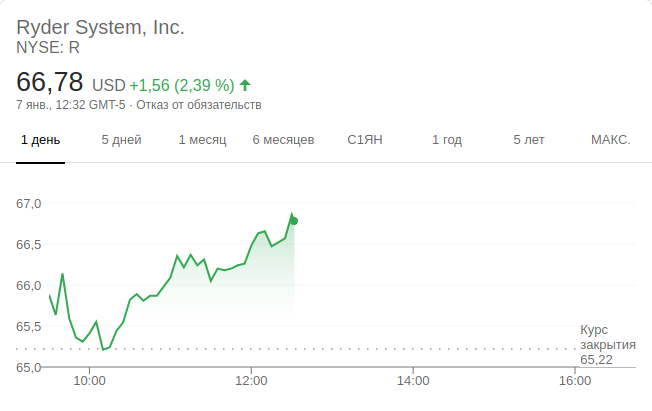 Ryder System, Inc.
NYSE: R
66,78 USD +1,56 (2,39 %)
7 янв., 12:32 GMT-5 · Отказ от обязательств
1 день 5 дней 1 месяц 6 месяцев С1ЯН 1 год 5 лет МАКС.
67,0
66,5
66,0
65,5
Курс
закрытия
65,22
65,0
10:00 12:00 14:00 16:00